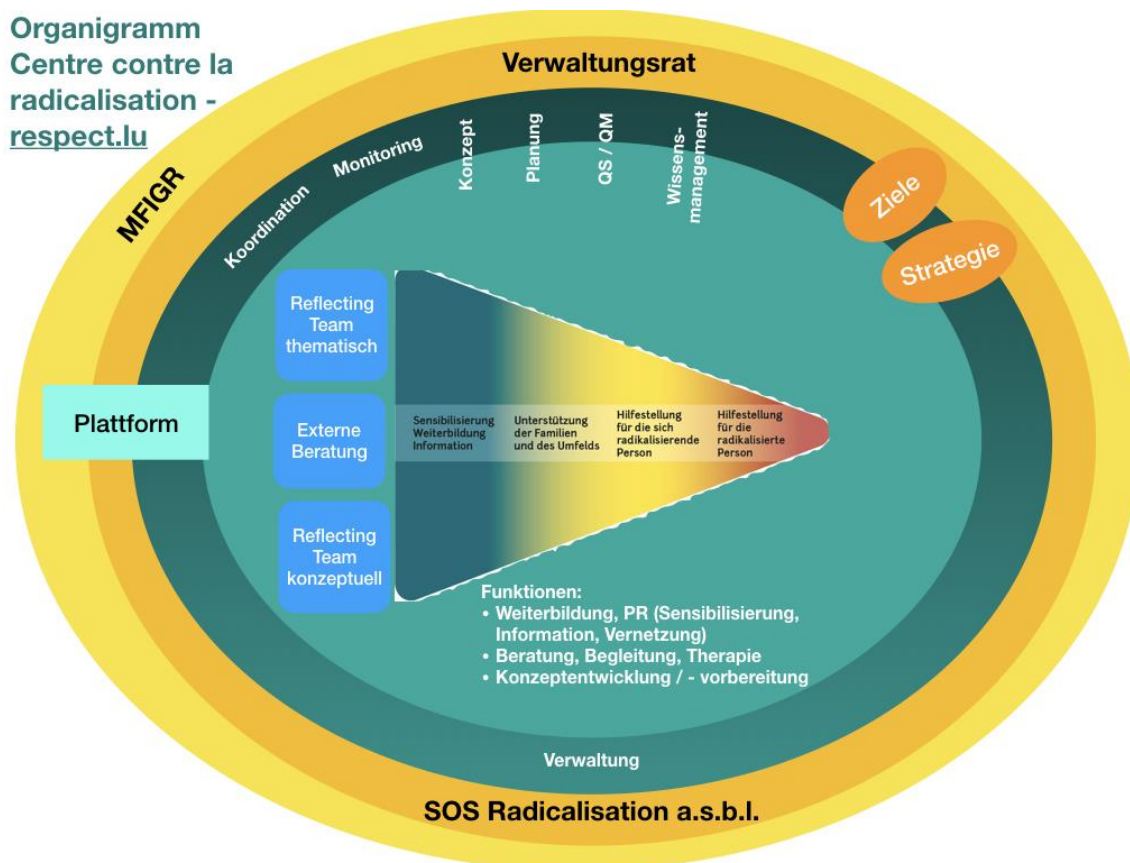 Organigramm
Centre contre la
radicalisation -
respect.lu
MFIGR
Verwaltungsrat
Koordination
Monitoring
Konzept
Planung
QS / QM
Wissens-
management
Ziele
Strategie
Plattform
Reflecting
Team
thematisch
Externe
Beratung
Reflecting
Team
konzeptuell
Sensibilisierung
Weiterbildung
Information
Unterstützung
der Familien
und des Umfelds
Hilfestellung
für die sich
radikalisierende
Person
Hilfestellung
für die
radikalisierte
Person
Funktionen:
• Weiterbildung, PR (Sensibilisierung,
Information, Vernetzung)
• Beratung, Begleitung, Therapie
• Konzeptentwicklung / - vorbereitung
Verwaltung
SOS Radicalisation a.s.b.l.